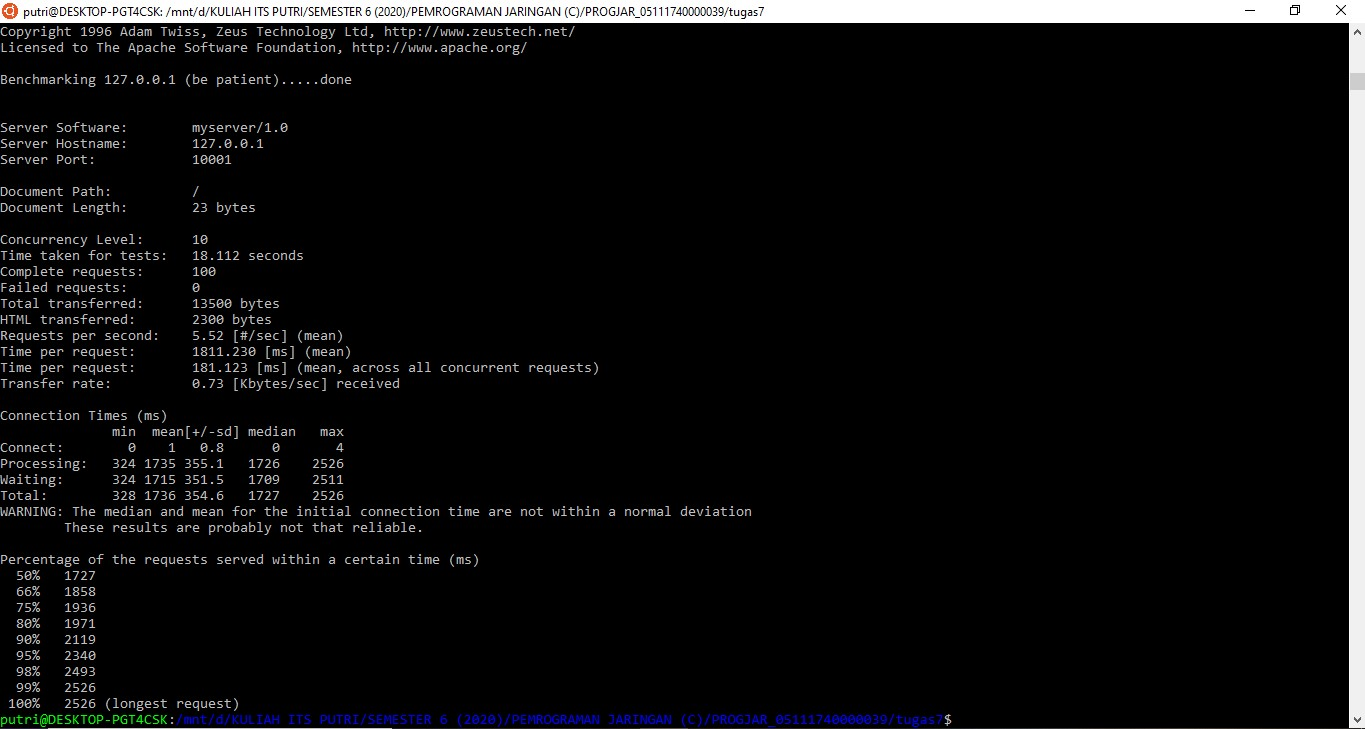 putri@DESKTOP-PGT4CSK: /mnt/d/KULIAH ITS PUTRI/SEMESTER 6 (2020)/PEMROGRAMAN JARINGAN (C)/PROGJAR_05111740000039/tugas7
Copyright 1996 Adam Twiss, Zeus Technology Ltd, http://www.zeustech.net/
Licensed to The Apache Software Foundation, http://www.apache.org/

Benchmarking 127.0.0.1 (be patient).....done


Server Software:        myserver/1.0
Server Hostname:        127.0.0.1
Server Port:            10001

Document Path:          /
Document Length:        23 bytes

Concurrency Level:      10
Time taken for tests:   18.112 seconds
Complete requests:      100
Failed requests:        0
Total transferred:      13500 bytes
HTML transferred:       2300 bytes
Requests per second:    5.52 [#/sec] (mean)
Time per request:       1811.230 [ms] (mean)
Time per request:       181.123 [ms] (mean, across all concurrent requests)
Transfer rate:          0.73 [Kbytes/sec] received

Connection Times (ms)
              min  mean[+/-sd] median   max
Connect:        0    1   0.8      0       4
Processing:   324 1735 355.1   1726    2526
Waiting:      324 1715 351.5   1709    2511
Total:        328 1736 354.6   1727    2526
WARNING: The median and mean for the initial connection time are not within a normal deviation
        These results are probably not that reliable.

Percentage of the requests served within a certain time (ms)
  50%   1727
  66%   1858
  75%   1936
  80%   1971
  90%   2119
  95%   2340
  98%   2493
  99%   2526
 100%   2526 (longest request)
putri@DESKTOP-PGT4CSK:/mnt/d/KULIAH ITS PUTRI/SEMESTER 6 (2020)/PEMROGRAMAN JARINGAN (C)/PROGJAR_05111740000039/tugas7$